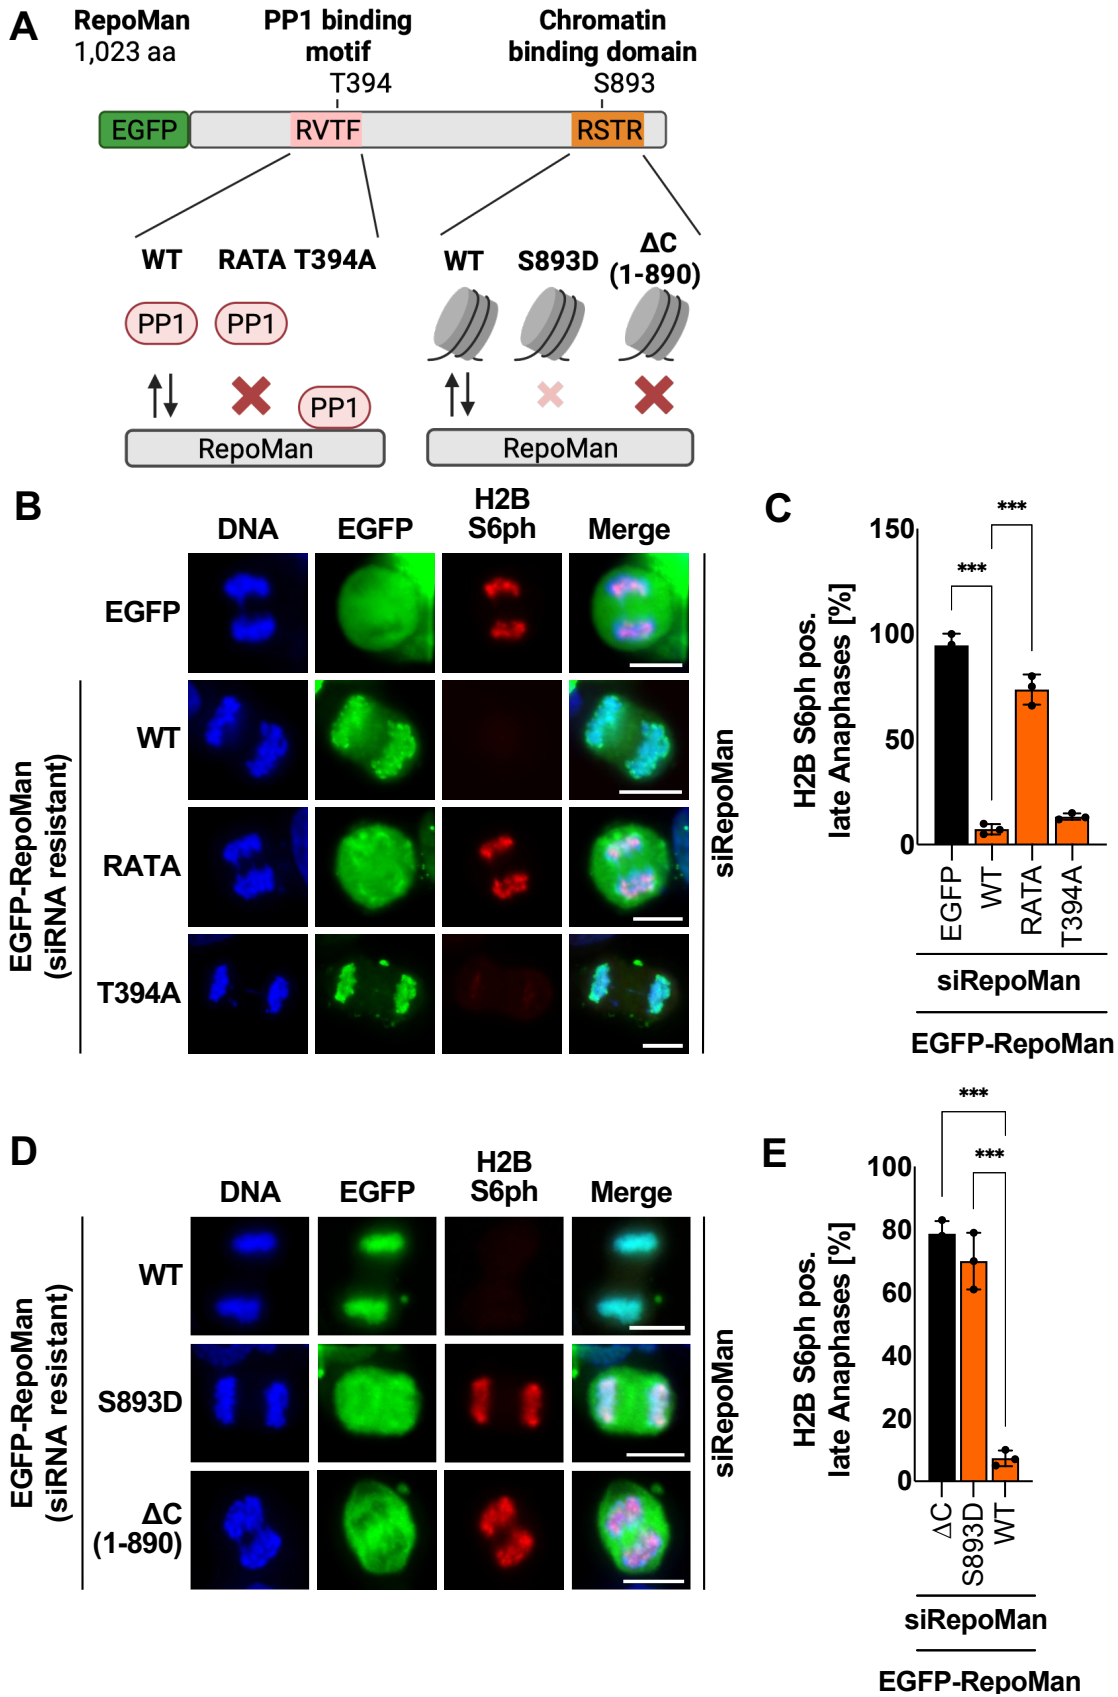 A
RepoMan
1,023 aa
PP1 binding
motif
T394
Chromatin
binding domain
S893
EGFP
RVTF
RSTR
WT
RATA
T394A
WT
S893D
ΔC
(1-890)
PP1
PP1
PP1
RepoMan
RepoMan
B
DNA
EGFP
H2B
S6ph
Merge
EGFP
WT
RATA
T394A
EGFP-RepoMan
(siRNA resistant)
siRepoMan
C
H2B S6ph pos.
late Anaphases [%]
150
100
50
0
***
***
EGFP
WT
RATA
T394A
siRepoMan
EGFP-RepoMan
D
DNA
EGFP
H2B
S6ph
Merge
WT
S893D
ΔC
(1-890)
EGFP-RepoMan
(siRNA resistant)
siRepoMan
E
H2B S6ph pos.
late Anaphases [%]
100
80
60
40
20
0
***
***
ΔC
S893D
WT
siRepoMan
EGFP-RepoMan